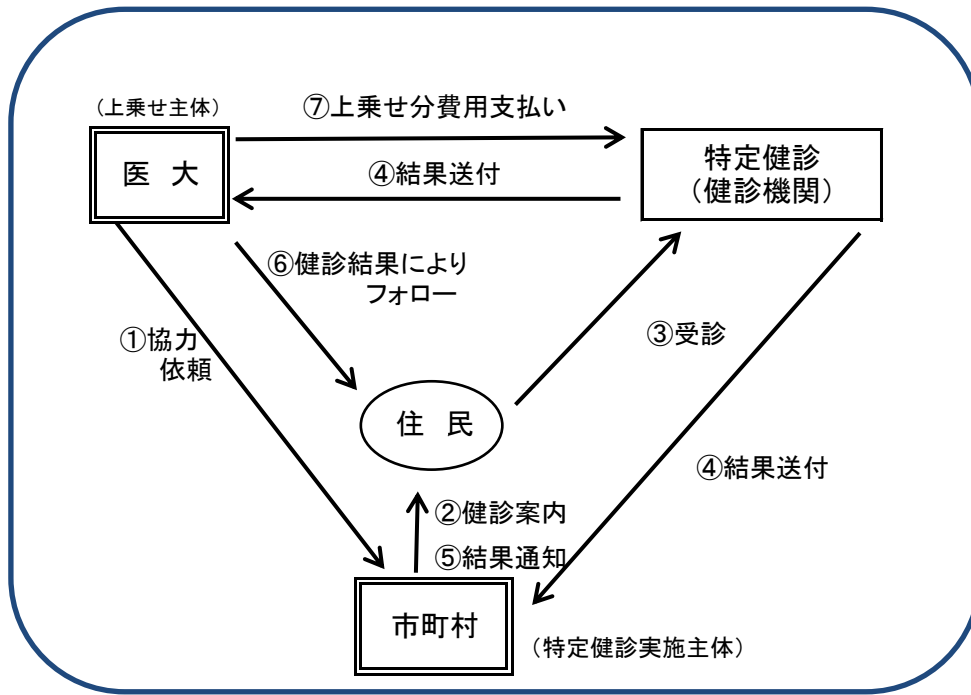 (上乗せ主体)
⑦上乗せ分費用支払い
医 大
④結果送付
特定健診
(健診機関)
⑥健診結果により
フォロー
①協力
依頼
③受診
住 民
④結果送付
②健診案内
⑤結果通知
市町村
(特定健診実施主体)